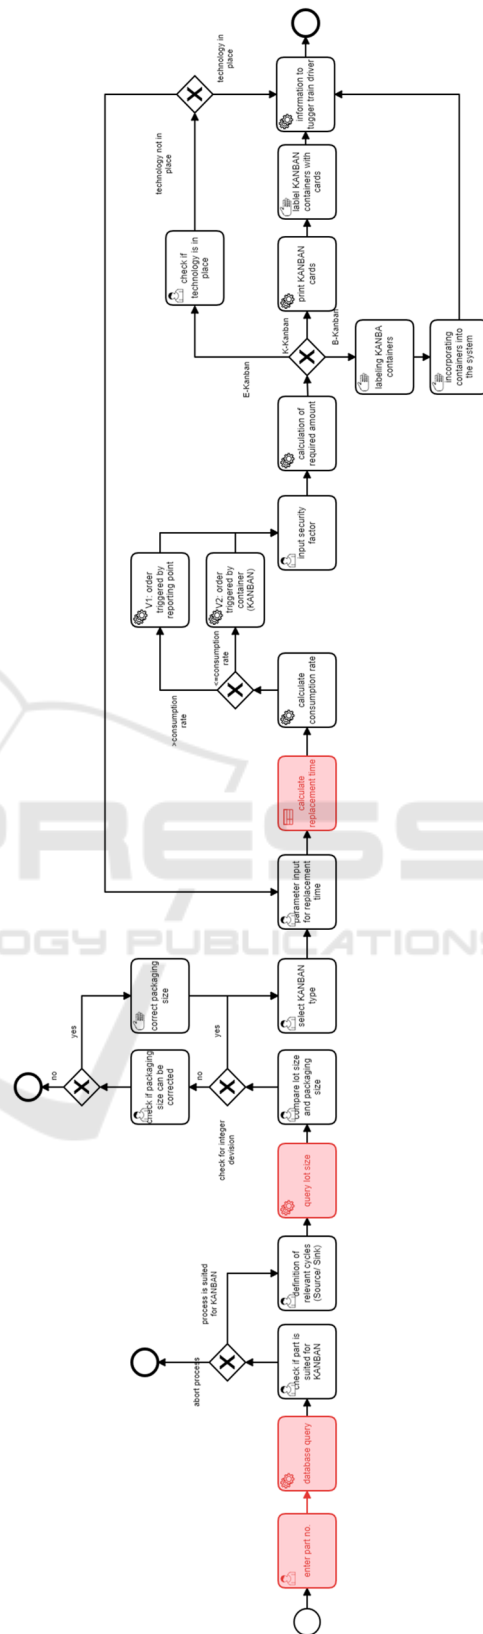 enter part no.
database query
check if part is
suited for
KANBAN
abort process
process is suited
for KANBAN
definition of
relevant cycles
(Source/ Sink)
query lot size
compare lot size
and packaging
size
check for integer
devision
no
yes
check if packaging
size can be
corrected
no
yes
correct packaging
size
select KANBAN
type
parameter input
for replacement
time
calculate
replacement time
calculate
consumption rate
>consumption
rate
<=consumption
rate
V1: order
triggered by
reporting point
V2: order
triggered by
container
(KANBAN)
input security
factor
calculation of
required amount
E-Kanban
K-Kanban
B-Kanban
check if
technology is in
place
technology not in
place
technology in
place
print KANBAN
cards
lablel KANBAN
containers with
cards
labeling KANBA
containers
incorporating
containers into
the system
information to
tugger train driver
PRESS
LOGY PUBLICATIONS